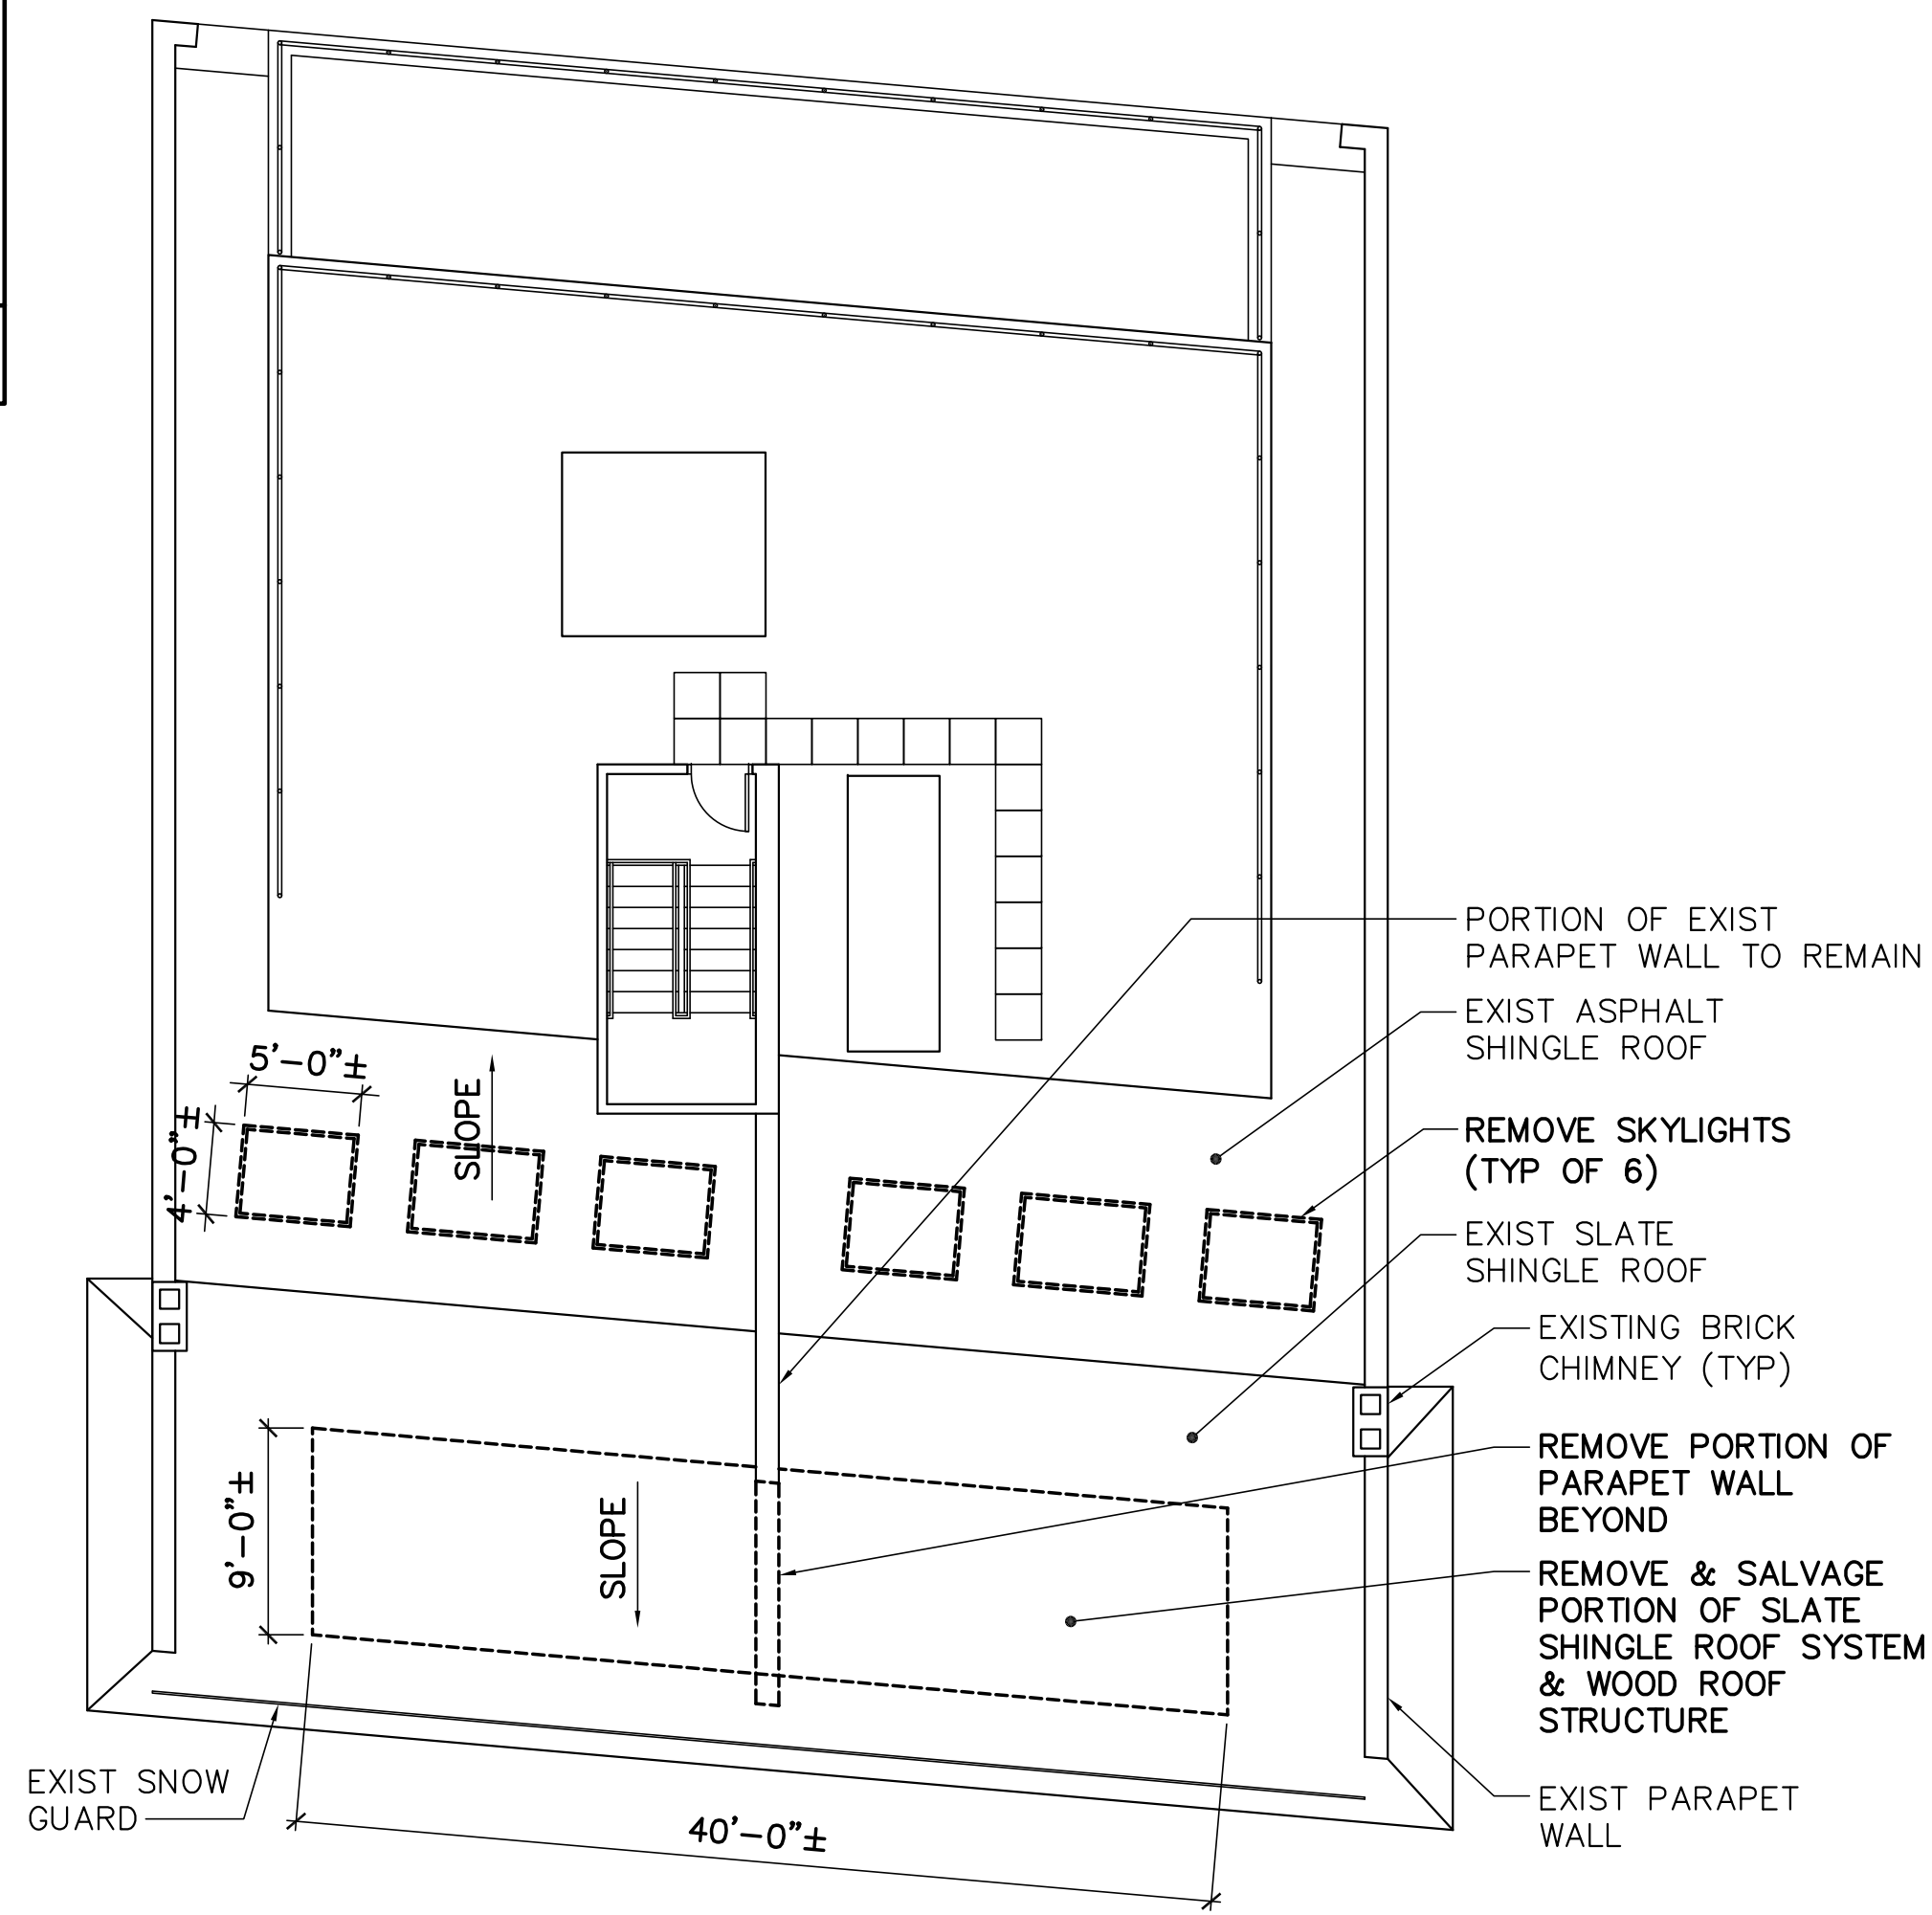 PORTION OF EXIST
PARAPET WALL TO REMAIN
EXIST ASPHALT
SHINGLE ROOF
REMOVE SKYLIGHTS
(TYP OF 6)
EXIST SLATE
SHINGLE ROOF
EXISTING BRICK
CHIMNEY (TYP)
REMOVE PORTION OF
PARAPET WALL
BEYOND
REMOVE & SALVAGE
PORTION OF SLATE
SHINGLE ROOF SYSTEM
& WOOD ROOF
STRUCTURE
EXIST PARAPET
WALL
5'-0"±
4'-0"±
SLOPE
9'-0"±
SLOPE
EXIST SNOW
GUARD
40'-0"±